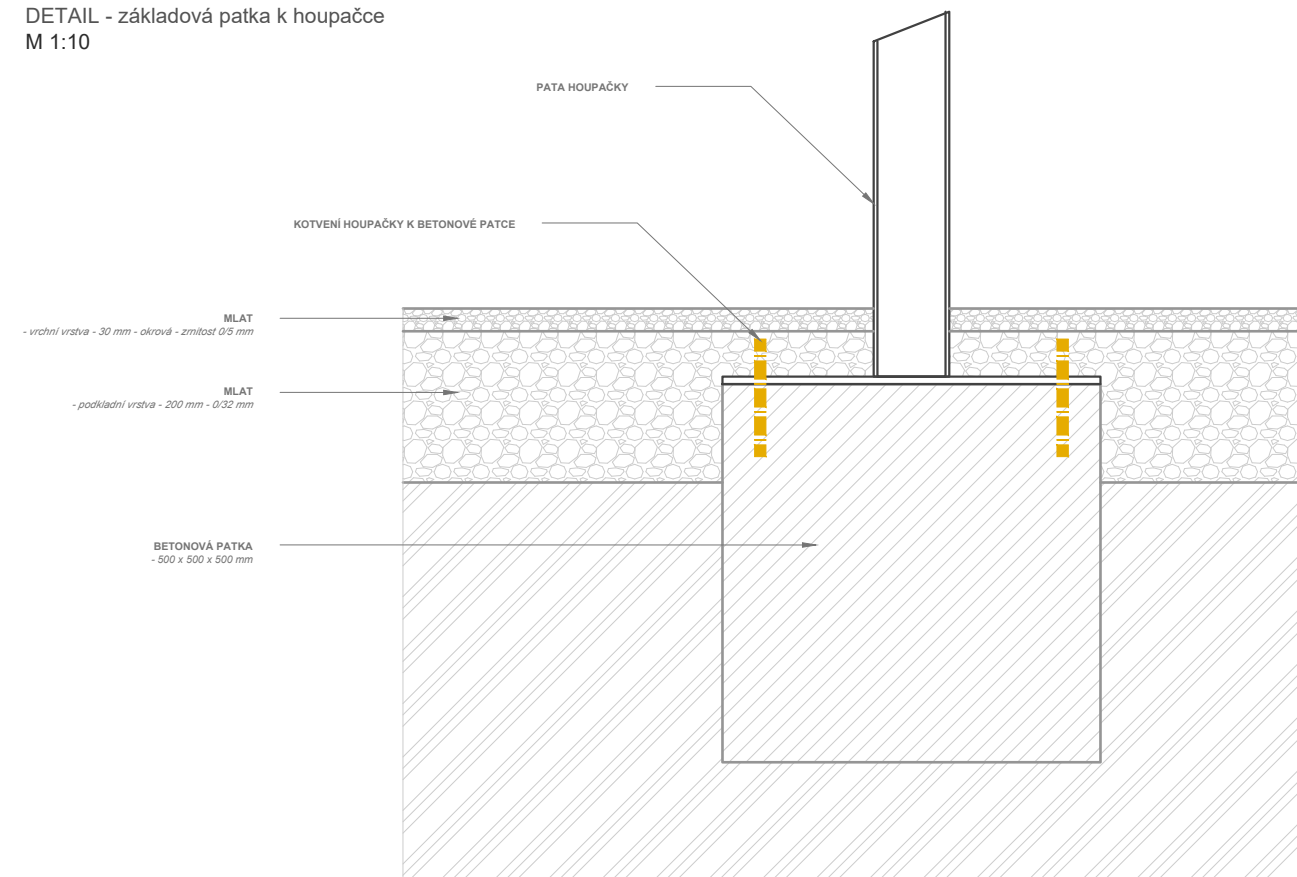 DETAIL - základová patka k houpačce
M 1:10
PATA HOUPAČKY
KOTVENÍ HOUPAČKY K BETONOVÉ PATCE
MLAT
- vrchní vrstva - 30 mm - okrová - zrnitost 0/5 mm
MLAT
- podkladní vrstva - 200 mm - 0/32 mm
BETONOVÁ PATKA
- 500 x 500 x 500 mm